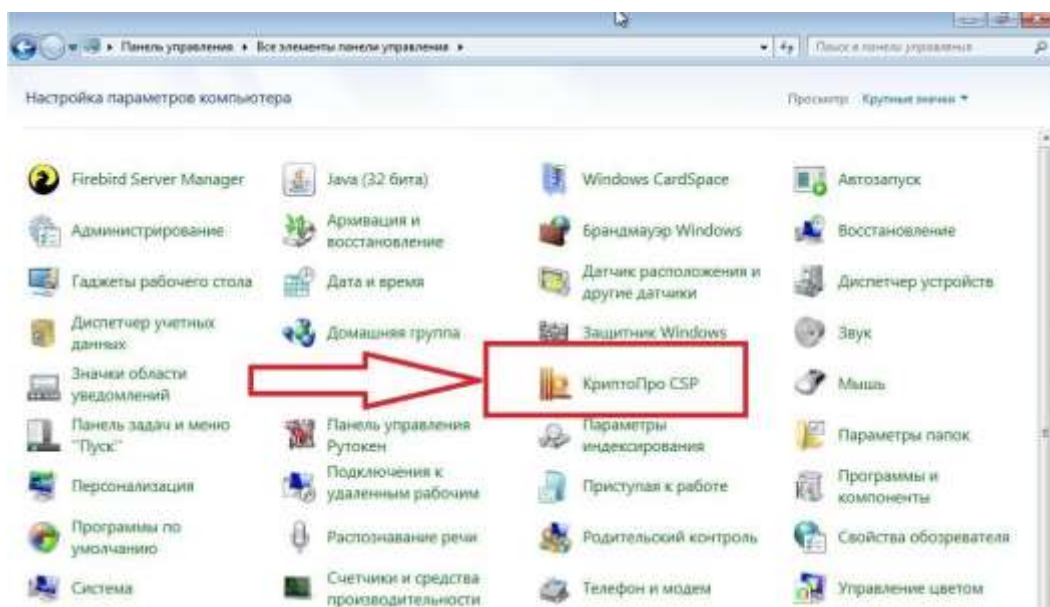 Панель управления ▸ Все элементы панели управления ▸
Поиск в панели управления
Настройка параметров компьютера
Просмотр: Крупные значки
Firebird Server Manager
Java (32 бита)
Windows CardSpace
Автозапуск
Администрирование
Архивация и
восстановление
Брандмауэр Windows
Восстановление
Гаджеты рабочего стола
Дата и время
Датчик расположения и
другие датчики
Диспетчер устройств
Диспетчер учетных
данных
Домашняя группа
Защитник Windows
Звук
Значки области
уведомлений
КриптоПро CSP
Мышь
Панель задач и меню
"Пуск"
Панель управления
Рутокен
Параметры
индексирования
Параметры папок
Персонализация
Подключения к
удаленным рабочим
Приступая к работе
Программы и
компоненты
Программы по
умолчанию
Распознавание речи
Родительский контроль
Свойства обозревателя
Система
Счетчики и средства
производительности
Телефон и модем
Управление цветом